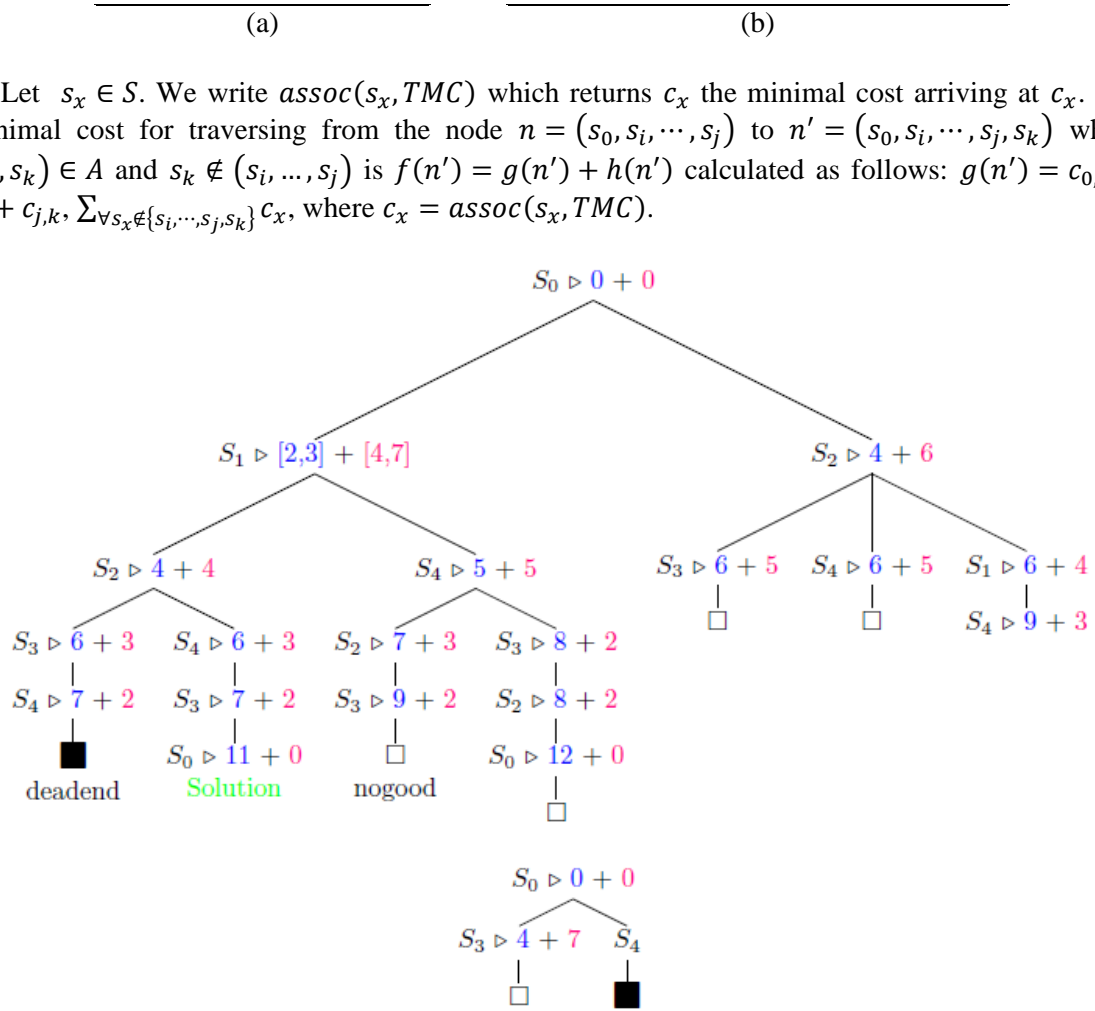 (a) (b)
Let s_x ∈ S. We write assoc(s_x, TMC) which returns c_x the minimal cost arriving at c_x.
nimal cost for traversing from the node n = (s_0, s_i, ⋯, s_j) to n′ = (s_0, s_i, ⋯, s_j, s_k) wh
, s_k) ∈ A and s_k ∉ (s_i, …, s_j) is f(n′) = g(n′) + h(n′) calculated as follows: g(n′) = c_0,
+ c_{j,k}, ∑_{∀s_x∉{s_i,⋯,s_j,s_k}} c_x, where c_x = assoc(s_x, TMC).
S_0 ▹ 0 + 0
S_1 ▹ [2,3] + [4,7] S_2 ▹ 4 + 6
S_2 ▹ 4 + 4 S_4 ▹ 5 + 5 S_3 ▹ 6 + 5 S_4 ▹ 6 + 5 S_1 ▹ 6 + 4
S_4 ▹ 9 + 3
S_3 ▹ 6 + 3 S_4 ▹ 6 + 3 S_2 ▹ 7 + 3 S_3 ▹ 8 + 2
S_4 ▹ 7 + 2 S_3 ▹ 7 + 2 S_3 ▹ 9 + 2 S_2 ▹ 8 + 2
S_0 ▹ 11 + 0 S_0 ▹ 12 + 0
deadend Solution nogood
S_0 ▹ 0 + 0
S_3 ▹ 4 + 7 S_4